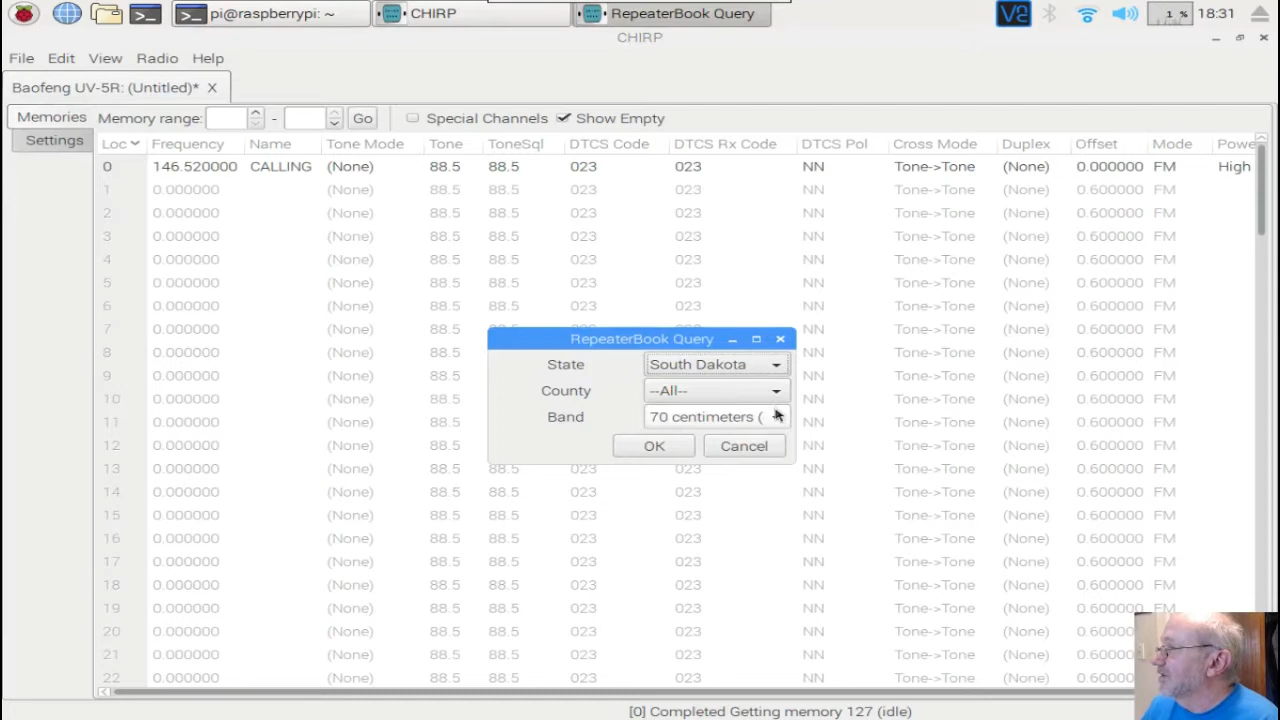 pi@raspberrypi: ~ CHIRP RepeaterBook Query V2 1 % 18:31
CHIRP
File Edit View Radio Help
Baofeng UV-5R: (Untitled)* X
Memories Memory range: - Go Special Channels Show Empty
Settings
Loc Frequency Name Tone Mode Tone ToneSql DTCS Code DTCS Rx Code DTCS Pol Cross Mode Duplex Offset Mode Powe
0 146.520000 CALLING (None) 88.5 88.5 023 023 NN Tone->Tone (None) 0.000000 FM High
1 0.000000 (None) 88.5 88.5 023 023 NN Tone->Tone (None) 0.600000 FM
2 0.000000 (None) 88.5 88.5 023 023 NN Tone->Tone (None) 0.600000 FM
3 0.000000 (None) 88.5 88.5 023 023 NN Tone->Tone (None) 0.600000 FM
4 0.000000 (None) 88.5 88.5 023 023 NN Tone->Tone (None) 0.600000 FM
5 0.000000 (None) 88.5 88.5 023 023 NN Tone->Tone (None) 0.600000 FM
6 0.000000 (None) 88.5 88.5 023 023 NN Tone->Tone (None) 0.600000 FM
7 0.000000 (None) 88.5 88.5 023 023 NN Tone->Tone (None) 0.600000 FM
8 0.000000 (None) 88.5 NN Tone->Tone (None) 0.600000 FM
9 0.000000 (None) 88.5 NN Tone->Tone (None) 0.600000 FM
10 0.000000 (None) 88.5 NN Tone->Tone (None) 0.600000 FM
11 0.000000 (None) 88.5 NN Tone->Tone (None) 0.600000 FM
12 0.000000 (None) 88.5 NN Tone->Tone (None) 0.600000 FM
13 0.000000 (None) 88.5 88.5 023 023 NN Tone->Tone (None) 0.600000 FM
14 0.000000 (None) 88.5 88.5 023 023 NN Tone->Tone (None) 0.600000 FM
15 0.000000 (None) 88.5 88.5 023 023 NN Tone->Tone (None) 0.600000 FM
16 0.000000 (None) 88.5 88.5 023 023 NN Tone->Tone (None) 0.600000 FM
17 0.000000 (None) 88.5 88.5 023 023 NN Tone->Tone (None) 0.600000 FM
18 0.000000 (None) 88.5 88.5 023 023 NN Tone->Tone (None) 0.600000 FM
19 0.000000 (None) 88.5 88.5 023 023 NN Tone->Tone (None) 0.600000 FM
20 0.000000 (None) 88.5 88.5 023 023 NN Tone->Tone (None) 0.600000
21 0.000000 (None) 88.5 88.5 023 023 NN Tone->Tone (None) 0.600000
22 0.000000 (None) 88.5 88.5 023 023 NN Tone->Tone (None) 0.600000
RepeaterBook Query
State South Dakota
County --All--
Band 70 centimeters (
OK Cancel
[0] Completed Getting memory 127 (idle)